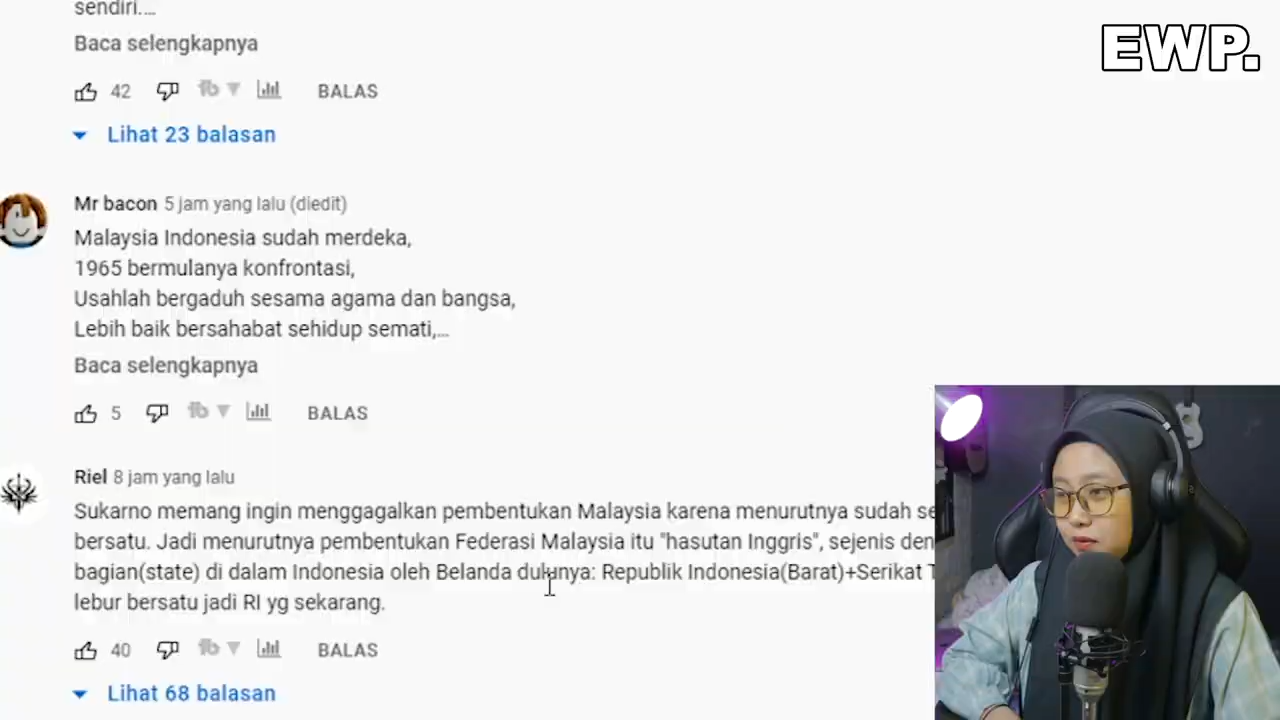 sendiri....
Baca selengkapnya
42 BALAS
Lihat 23 balasan
Mr bacon 5 jam yang lalu (diedit)
Malaysia Indonesia sudah merdeka,
1965 bermulanya konfrontasi,
Usahlah bergaduh sesama agama dan bangsa,
Lebih baik bersahabat sehidup semati,...
Baca selengkapnya
5 BALAS
Riel 8 jam yang lalu
Sukarno memang ingin menggagalkan pembentukan Malaysia karena menurutnya sudah
bersatu. Jadi menurutnya pembentukan Federasi Malaysia itu "hasutan Inggris", sejenis
bagian(state) di dalam Indonesia oleh Belanda dulunya: Republik Indonesia(Barat)+Serikat
lebur bersatu jadi RI yg sekarang.
40 BALAS
Lihat 68 balasan
EWP.